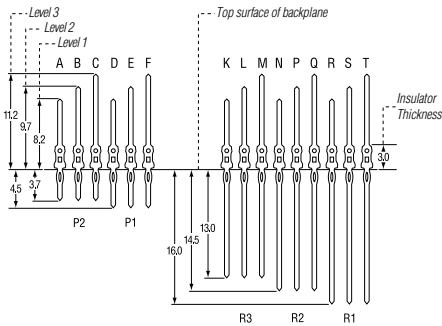 Level 3
Top surface of backplane
Level 2
Level 1
A B C D E F
K L M N P Q R S T
Insulator
Thickness
11.2
9.7
8.2
3.0
4.5
3.7
13.0
14.5
16.0
P2 P1
R3 R2 R1